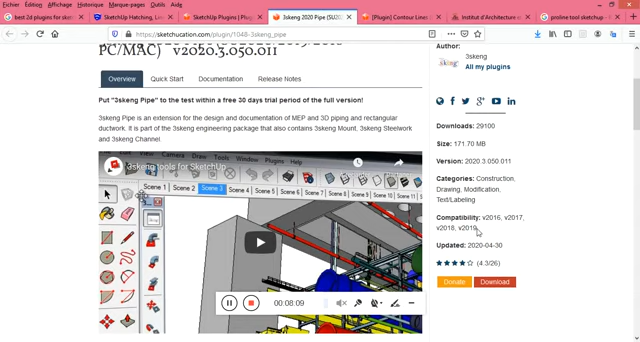 Fichier Édition Affichage Historique Marque-pages Outils Aide
best 2d plugins for sket
SketchUp Hatching, Lin
SketchUp Plugins | Plug
3skeng 2020 Pipe (SU20
[Plugin] Contour Lines
Institut d'Architecture e
proline tool sketchup -
https://sketchucation.com/plugin/1048-3skeng_pipe
PC/MAC) v2020.3.050.011
Overview Quick Start Documentation Release Notes
Put "3skeng Pipe" to the test within a free 30 days trial period of the full version!
3skeng Pipe is an extension for the design and documentation of MEP and 3D piping and rectangular
ductwork. It is part of the 3skeng engineering package that also contains 3skeng Mount, 3skeng Steelwork
and 3skeng Channel.
View Camera Draw Tools Window Plugins Help
3skeng tools for SketchUp
Scene 1 Scene 2 Scene 3 Scene 4 Scene 5 Scene 6 Scene 7 Scene 8 Scene 9 Scene 10
00:08:09
Author:
3skeng
All my plugins
Downloads: 29100
Size: 171.70 MB
Version: 2020.3.050.011
Categories: Construction,
Drawing, Modification,
Text/Labeling
Compatibility: v2016, v2017,
v2018, v2019
Updated: 2020-04-30
(4.3/26)
Donate Download